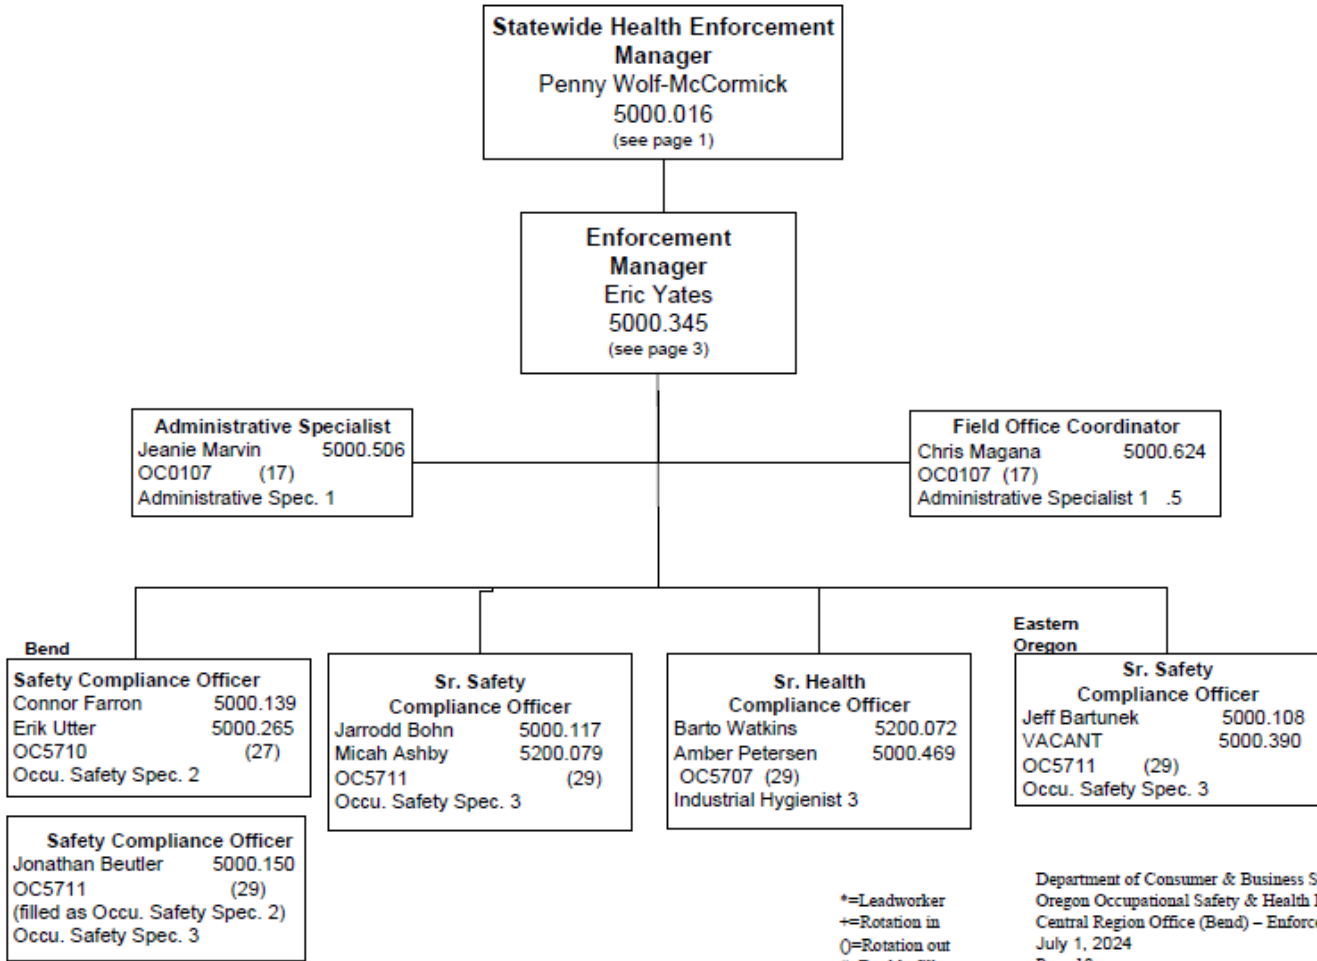 Statewide Health Enforcement
Manager
Penny Wolf-McCormick
5000.016
(see page 1)
Enforcement
Manager
Eric Yates
5000.345
(see page 3)
Administrative Specialist
Jeanie Marvin 5000.506
OC0107 (17)
Administrative Spec. 1
Field Office Coordinator
Chris Magana 5000.624
OC0107 (17)
Administrative Specialist 1 .5
Bend
Safety Compliance Officer
Connor Farron 5000.139
Erik Utter 5000.265
OC5710 (27)
Occu. Safety Spec. 2
Sr. Safety
Compliance Officer
Jarrodd Bohn 5000.117
Micah Ashby 5200.079
OC5711 (29)
Occu. Safety Spec. 3
Sr. Health
Compliance Officer
Barto Watkins 5200.072
Amber Petersen 5000.469
OC5707 (29)
Industrial Hygienist 3
Eastern
Oregon
Sr. Safety
Compliance Officer
Jeff Bartunek 5000.108
VACANT 5000.390
OC5711 (29)
Occu. Safety Spec. 3
Safety Compliance Officer
Jonathan Beutler 5000.150
OC5711 (29)
(filled as Occu. Safety Spec. 2)
Occu. Safety Spec. 3
*=Leadworker
+=Rotation in
()=Rotation out
Department of Consumer & Business S
Oregon Occupational Safety & Health
Central Region Office (Bend) – Enforce
July 1, 2024